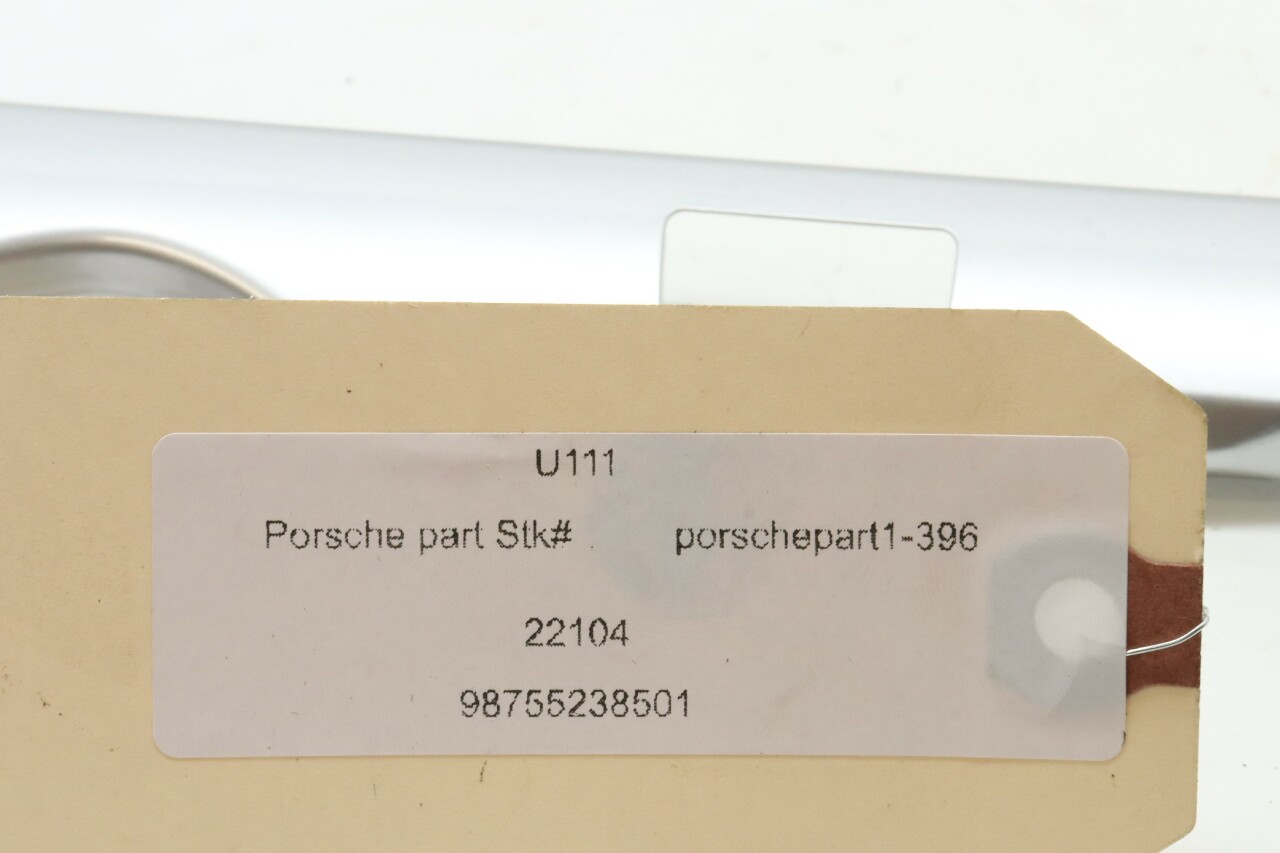 U111
Porsche part Stk# porschepart1-396
22104
98755238501